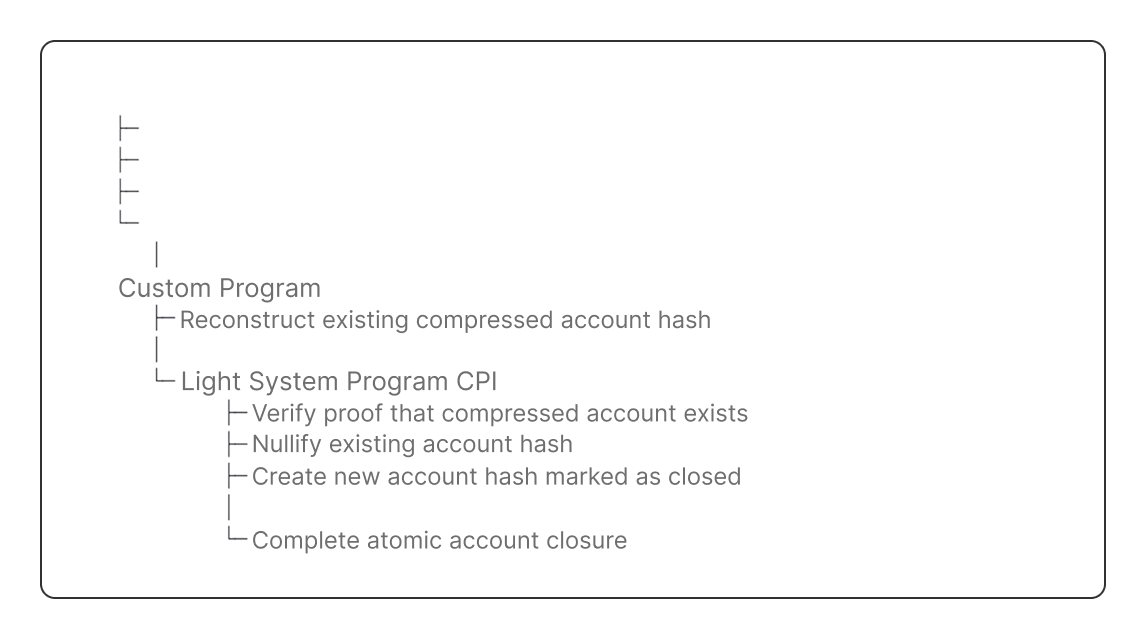 ├─
├─
├─
└─
│
Custom Program
├─ Reconstruct existing compressed account hash
│
└─ Light System Program CPI
├─ Verify proof that compressed account exists
├─ Nullify existing account hash
├─ Create new account hash marked as closed
│
└─ Complete atomic account closure